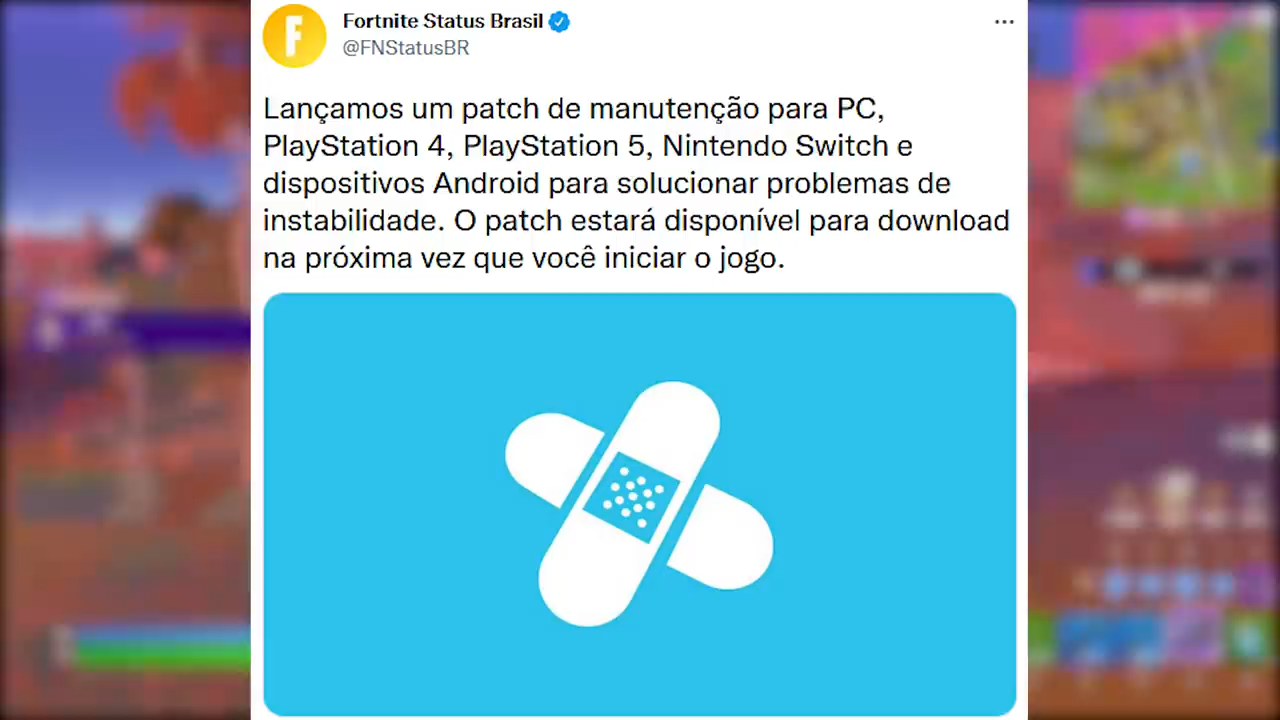 Fortnite Status Brasil
@FNStatusBR
Lançamos um patch de manutenção para PC,
PlayStation 4, PlayStation 5, Nintendo Switch e
dispositivos Android para solucionar problemas de
instabilidade. O patch estará disponível para download
na próxima vez que você iniciar o jogo.